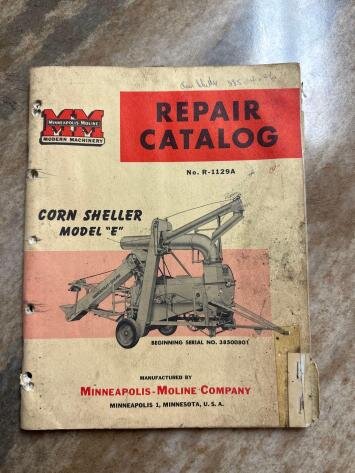 MM
MINNEAPOLIS-MOLINE
MODERN MACHINERY
REPAIR
CATALOG
No. R-1129A
CORN SHELLER
MODEL "E"
BEGINNING SERIAL NO. 38500801
MANUFACTURED BY
MINNEAPOLIS-MOLINE COMPANY
MINNEAPOLIS 1, MINNESOTA, U.S.A.